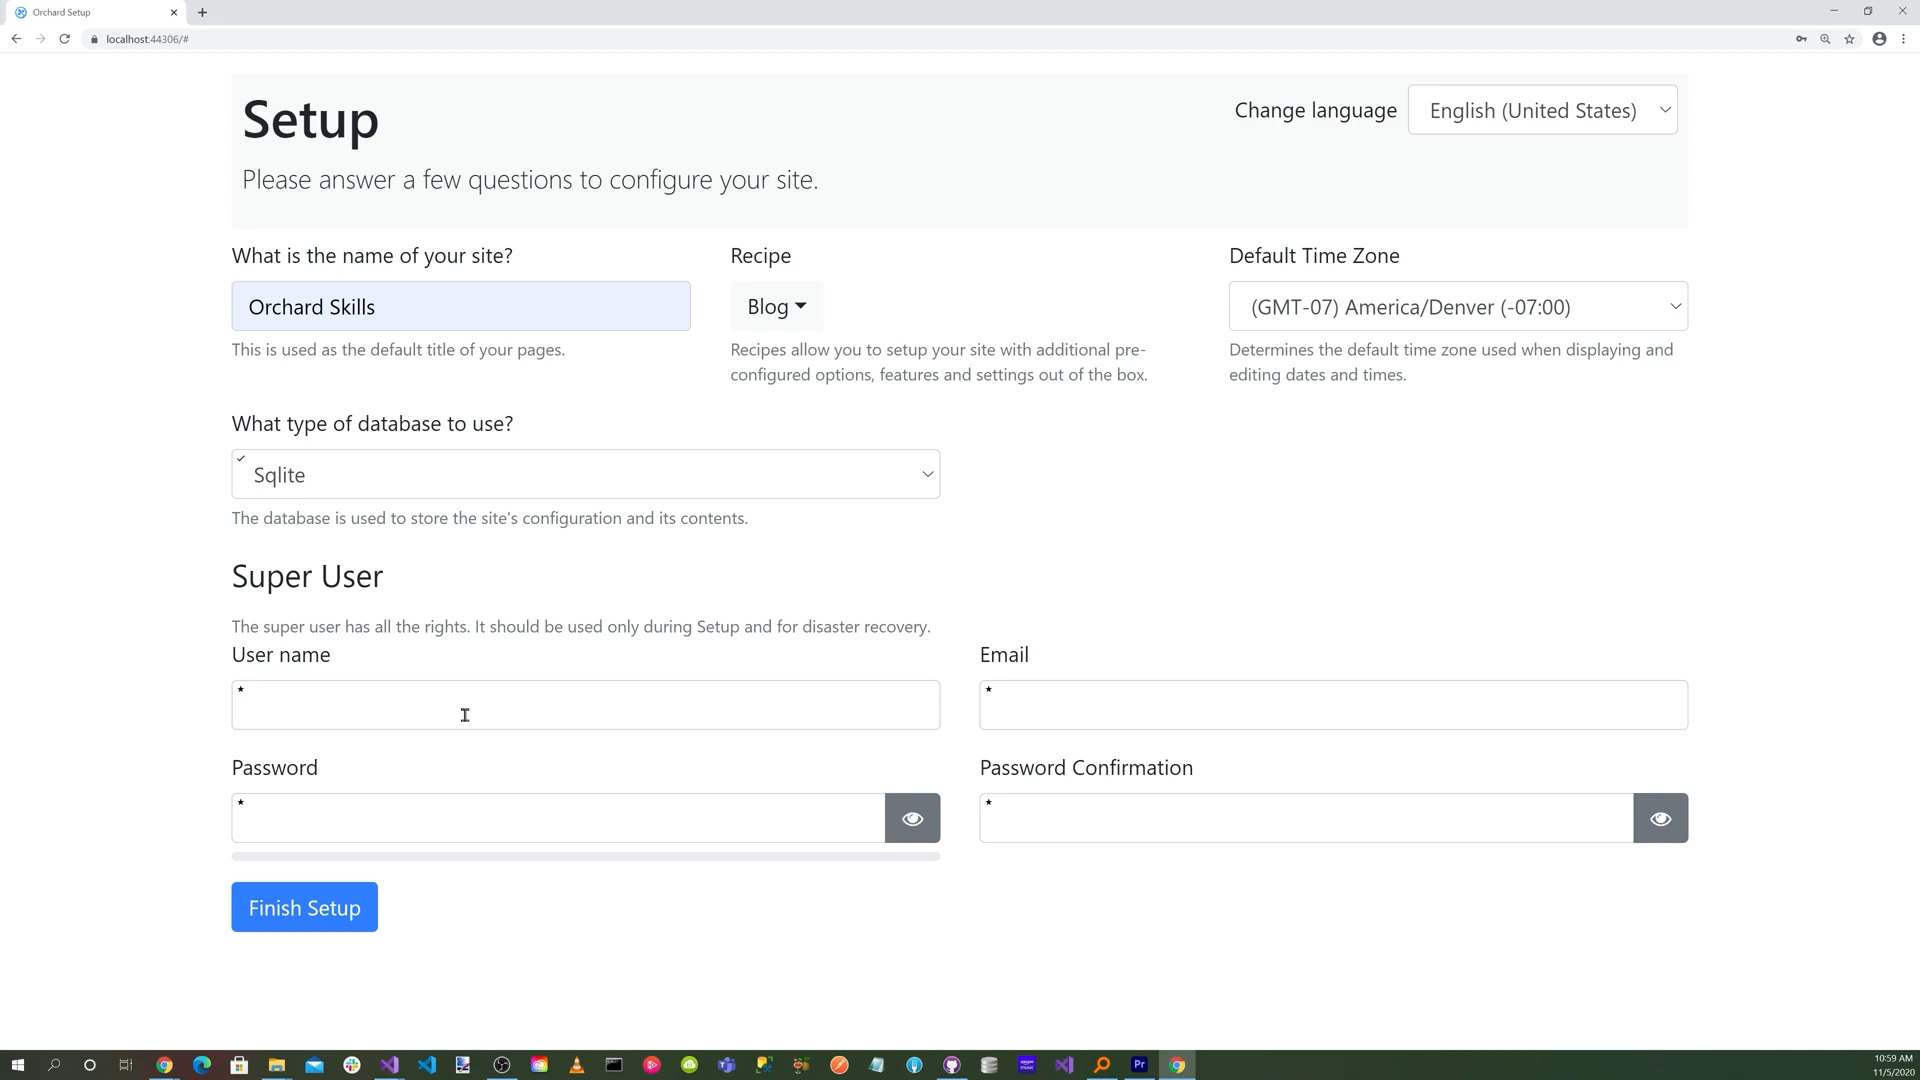 Orchard Setup
localhost:44306/#
Setup
Change language
English (United States)
Please answer a few questions to configure your site.
What is the name of your site?
Recipe
Default Time Zone
Orchard Skills
Blog
(GMT-07) America/Denver (-07:00)
This is used as the default title of your pages.
Recipes allow you to setup your site with additional pre-
configured options, features and settings out of the box.
Determines the default time zone used when displaying and
editing dates and times.
What type of database to use?
Sqlite
The database is used to store the site's configuration and its contents.
Super User
The super user has all the rights. It should be used only during Setup and for disaster recovery.
User name
Email
*
*
Password
Password Confirmation
*
*
Finish Setup
Pr
10:59 AM
11/5/2020